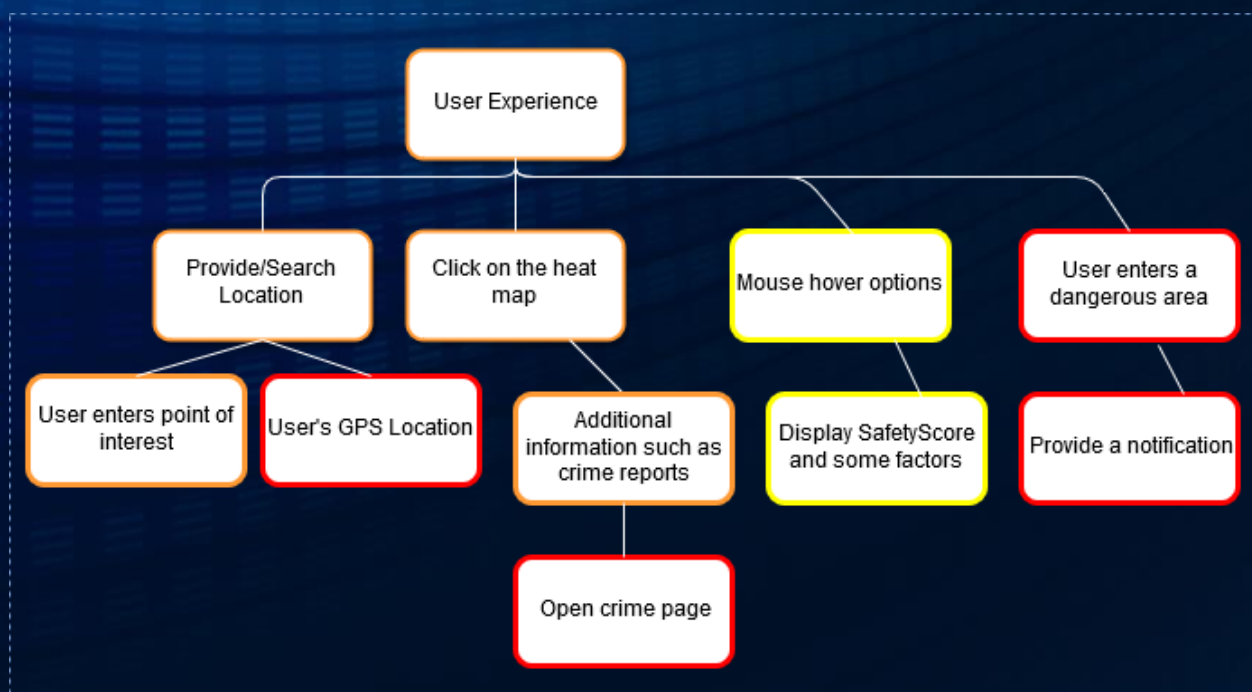 User Experience
Provide/Search
Location
Click on the heat
map
Mouse hover options
User enters a
dangerous area
User enters point of
interest
User's GPS Location
Additional
information such as
crime reports
Display SafetyScore
and some factors
Provide a notification
Open crime page